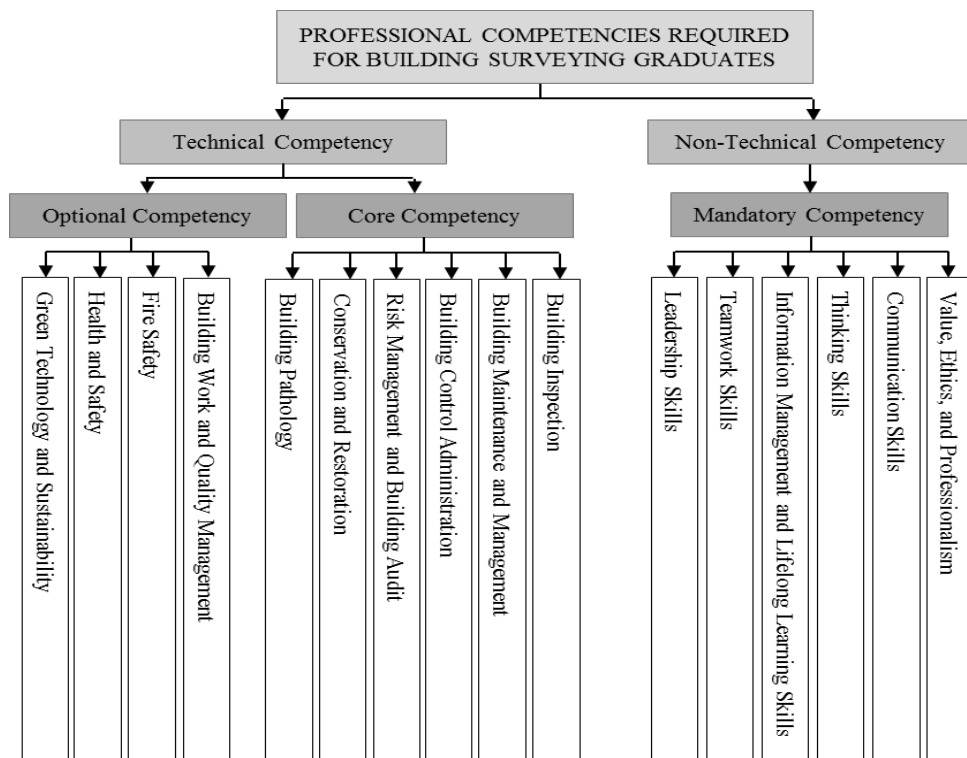 PROFESSIONAL COMPETENCIES REQUIRED
FOR BUILDING SURVEYING GRADUATES
Technical Competency
Non-Technical Competency
Optional Competency
Core Competency
Mandatory Competency
Green Technology and Sustainability
Health and Safety
Fire Safety
Building Work and Quality Management
Building Pathology
Conservation and Restoration
Risk Management and Building Audit
Building Control Administration
Building Maintenance and Management
Building Inspection
Leadership Skills
Teamwork Skills
Information Management and Lifelong Learning Skills
Thinking Skills
Communication Skills
Value, Ethics, and Professionalism